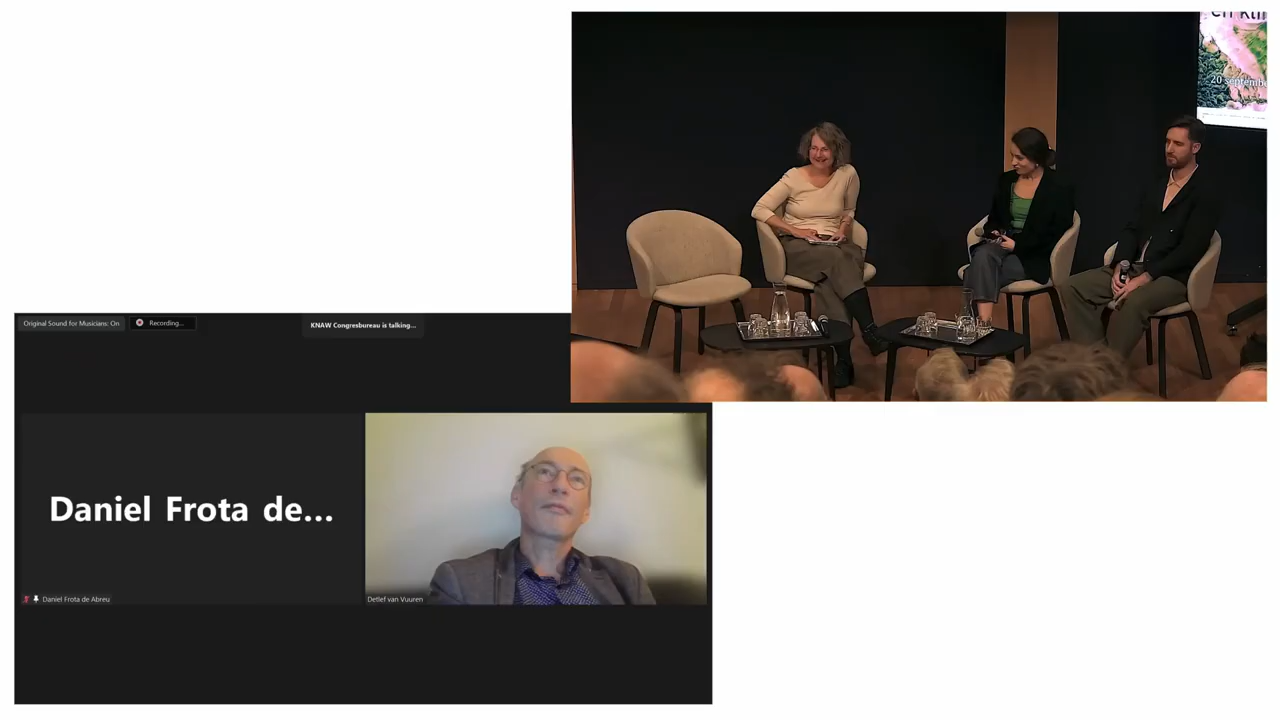 20 septemb
Original Sound for Musicians: On
Recording...
KNAW Congresbureau is talking...
Daniel Frota de...
Daniel Frota de Abreu
Detlef van Vuuren